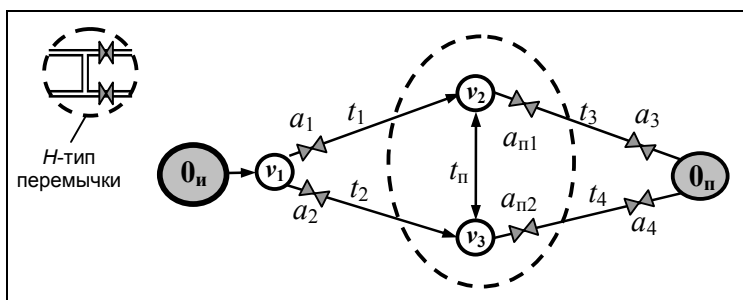 H-тип
перемычки
0и
v1
v2
v3
0п
a1
t1
a2
t2
tп
aп1
aп2
t3
a3
t4
a4